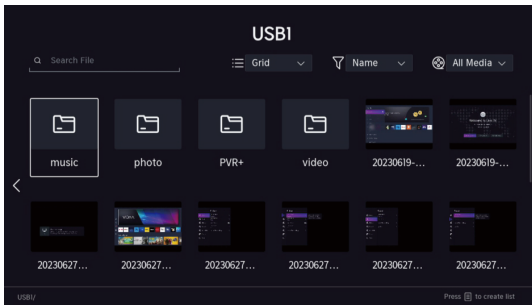 USB1
Search File
Grid
Name
All Media
music
photo
PVR+
video
20230619-...
20230619-...
20230627...
20230627...
20230627...
20230627...
20230627...
20230627...
USB1/
Press to create list